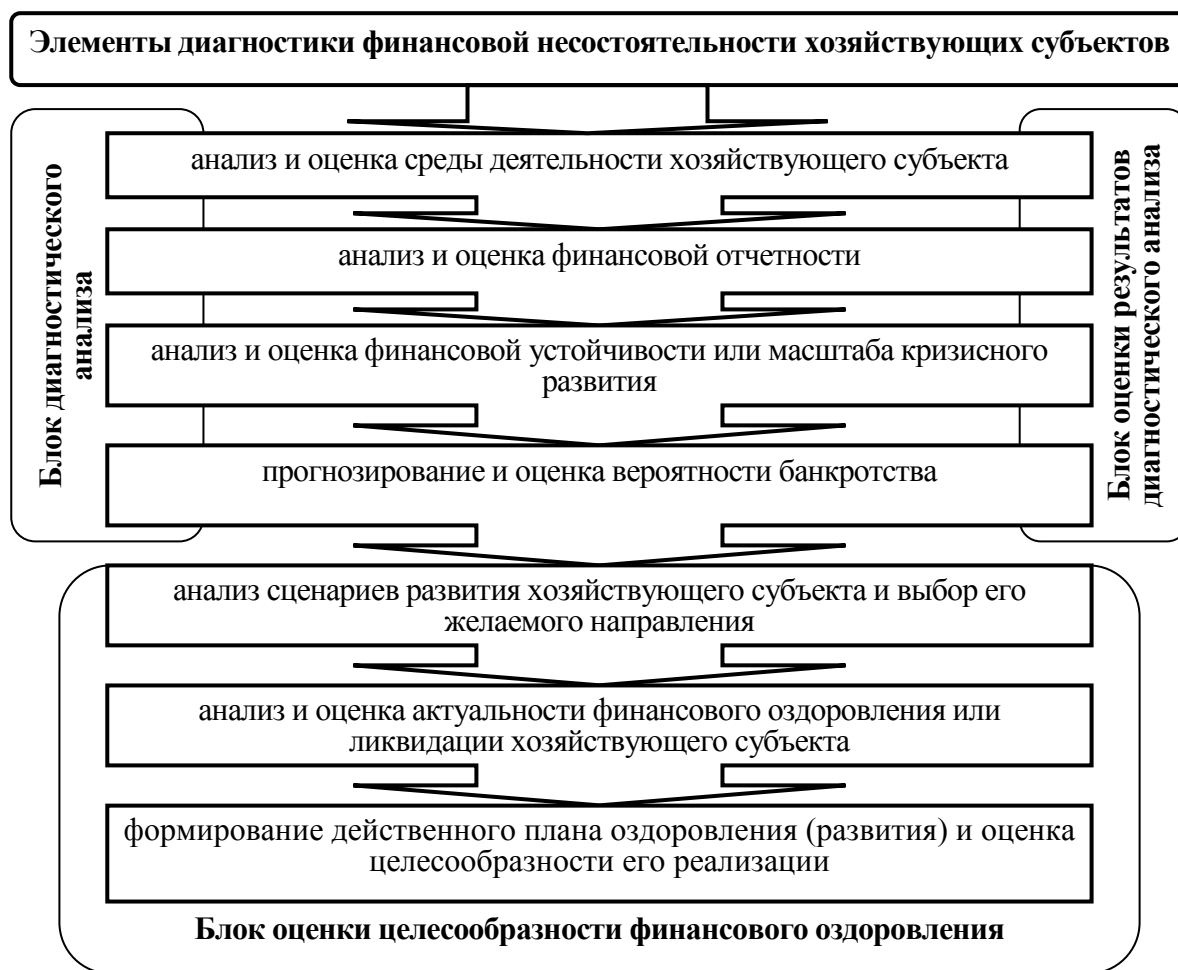 Элементы диагностики финансовой несостоятельности хозяйствующих субъектов
Блок диагностического
анализа
анализ и оценка среды деятельности хозяйствующего субъекта
анализ и оценка финансовой отчетности
анализ и оценка финансовой устойчивости или масштаба кризисного
развития
прогнозирование и оценка вероятности банкротства
Блок оценки результатов
диагностического анализа
анализ сценариев развития хозяйствующего субъекта и выбор его
желаемого направления
анализ и оценка актуальности финансового оздоровления или
ликвидации хозяйствующего субъекта
формирование действенного плана оздоровления (развития) и оценка
целесообразности его реализации
Блок оценки целесообразности финансового оздоровления